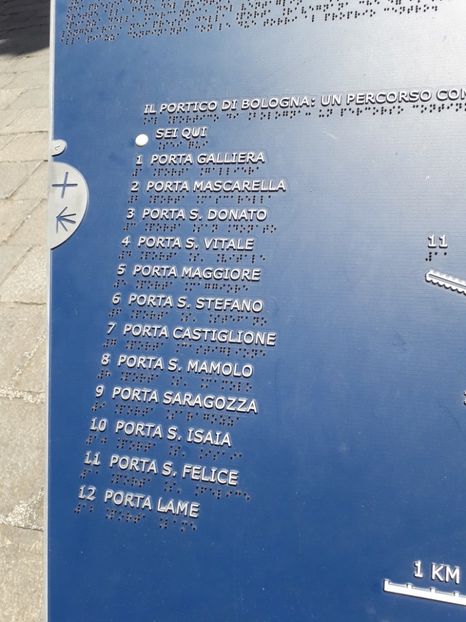 IL PORTICO DI BOLOGNA: UN PERCORSO CON
SEI QUI
1 PORTA GALLIERA
2 PORTA MASCARELLA
3 PORTA S. DONATO
4 PORTA S. VITALE
5 PORTA MAGGIORE
6 PORTA S. STEFANO
7 PORTA CASTIGLIONE
8 PORTA S. MAMOLO
9 PORTA SARAGOZZA
10 PORTA S. ISAIA
11 PORTA S. FELICE
12 PORTA LAME
11
1 KM